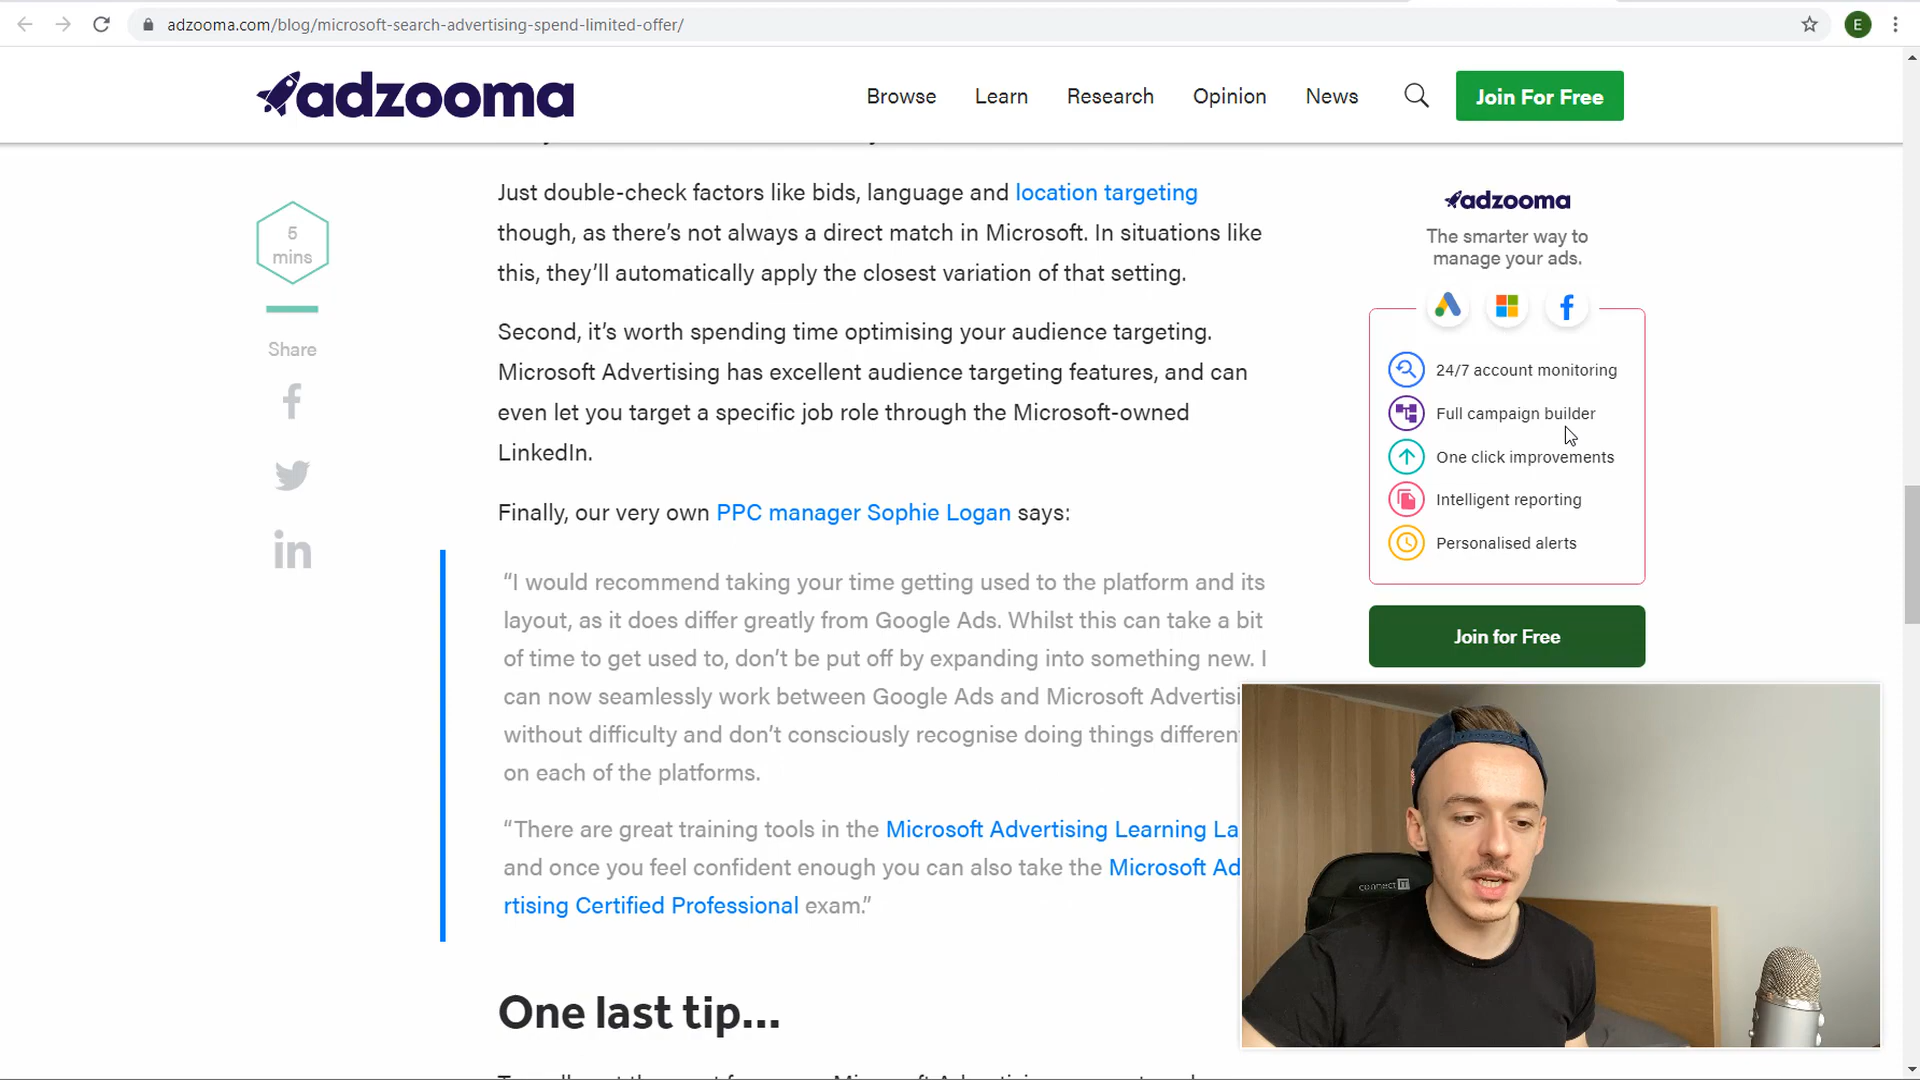 adzooma.com/blog/microsoft-search-advertising-spend-limited-offer/
E
adzooma
Browse
Learn
Research
Opinion
News
Join For Free
5
mins
Share
Just double-check factors like bids, language and location targeting
though, as there’s not always a direct match in Microsoft. In situations like
this, they’ll automatically apply the closest variation of that setting.
Second, it’s worth spending time optimising your audience targeting.
Microsoft Advertising has excellent audience targeting features, and can
even let you target a specific job role through the Microsoft-owned
LinkedIn.
Finally, our very own PPC manager Sophie Logan says:
“I would recommend taking your time getting used to the platform and its
layout, as it does differ greatly from Google Ads. Whilst this can take a bit
of time to get used to, don’t be put off by expanding into something new. I
can now seamlessly work between Google Ads and Microsoft Advertisi
without difficulty and don’t consciously recognise doing things differen
on each of the platforms.
“There are great training tools in the Microsoft Advertising Learning La
and once you feel confident enough you can also take the Microsoft Ad
rtising Certified Professional exam.”
One last tip...
adzooma
The smarter way to
manage your ads.
24/7 account monitoring
Full campaign builder
One click improvements
Intelligent reporting
Personalised alerts
Join for Free
connect IT